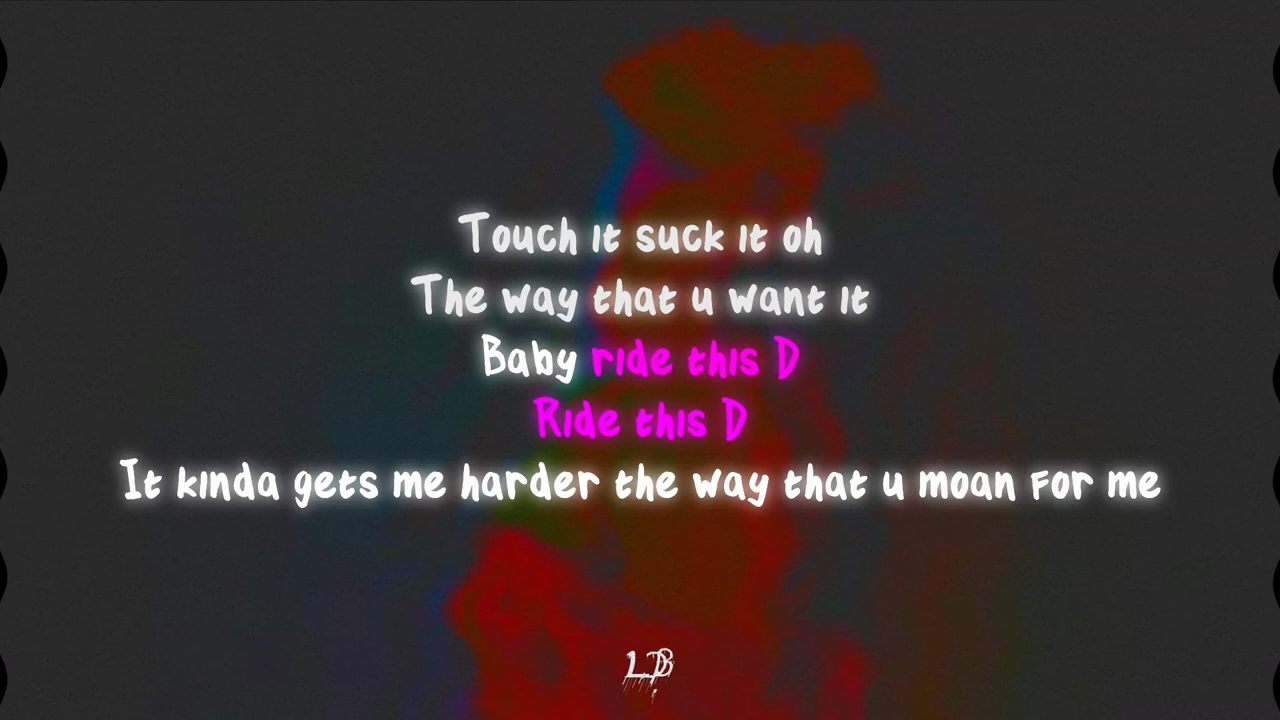 Touch it suck it oh
The way that u want it
Baby ride this D
Ride this D
It kinda gets me harder the way that u moan for me
LDB